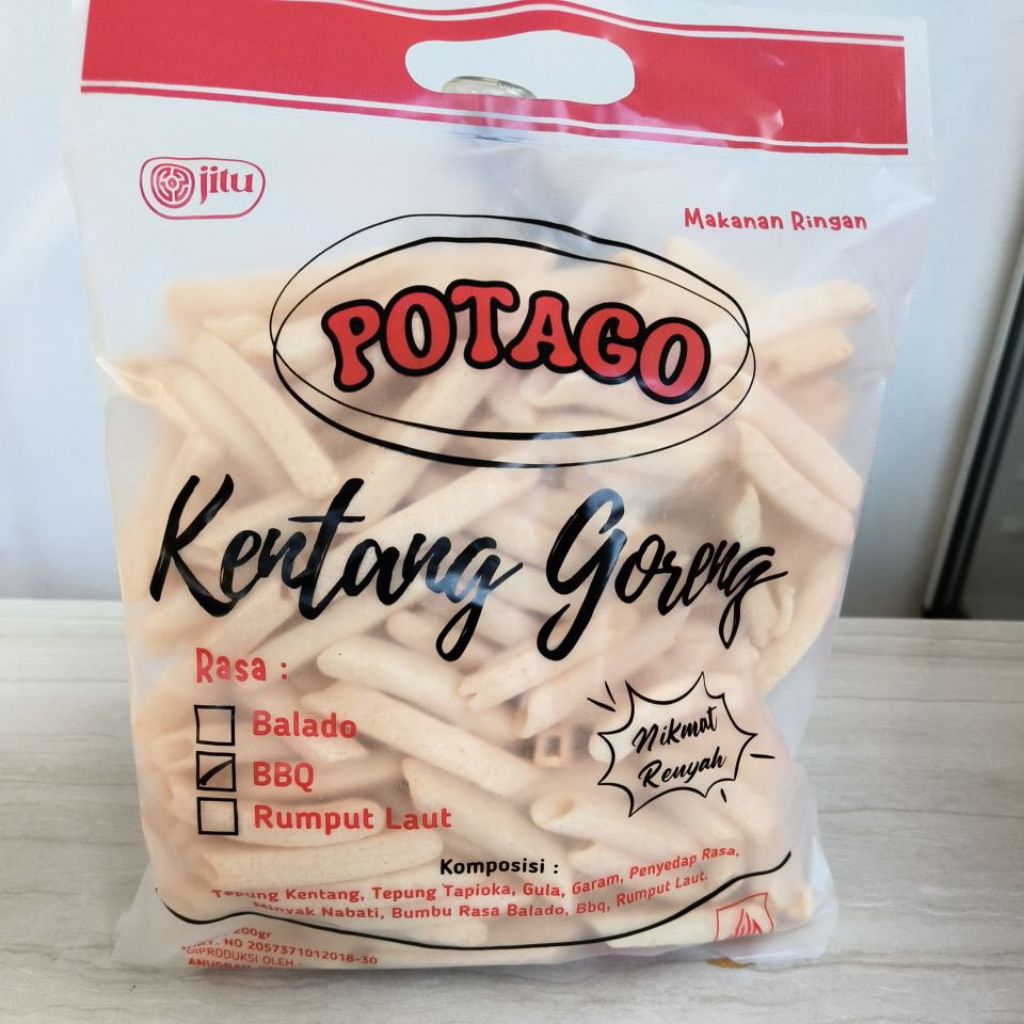 jitu
Makanan Ringan
POTAGO
Kentang Goreng
Rasa :
Balado
BBQ
Rumput Laut
Nikmat
Renyah
Komposisi :
Tepung Kentang, Tepung Tapioka, Gula, Garam, Penyedap Rasa,
Minyak Nabati, Bumbu Rasa Balado, Bbq, Rumput Laut.
200gr
NO 2057371012018-30
DIPRODUKSI OLEH :